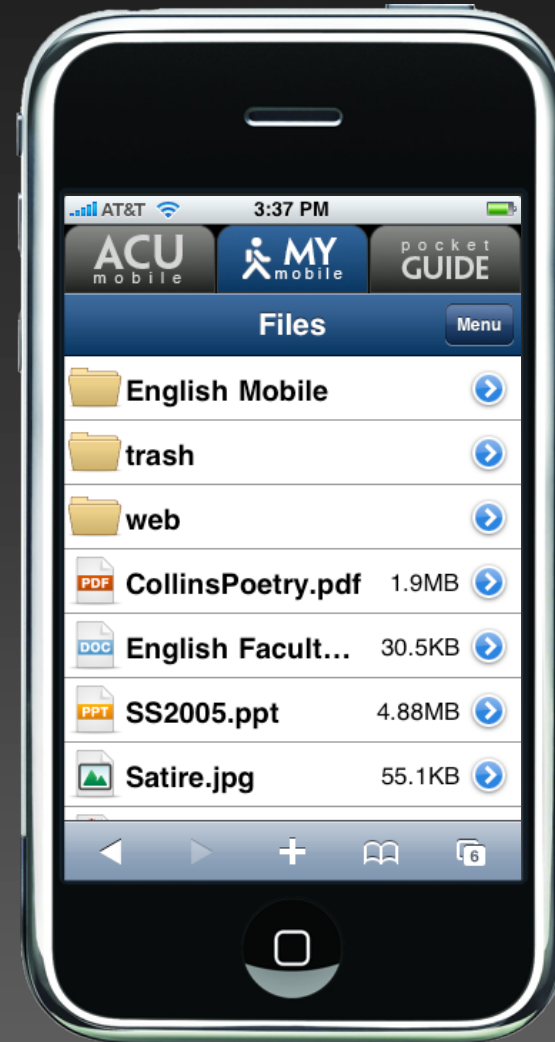 AT&T 3:37 PM
ACU mobile MY mobile pocket GUIDE
Files Menu
English Mobile
trash
web
PDF CollinsPoetry.pdf 1.9MB
DOC English Facult... 30.5KB
PPT SS2005.ppt 4.88MB
Satire.jpg 55.1KB
6